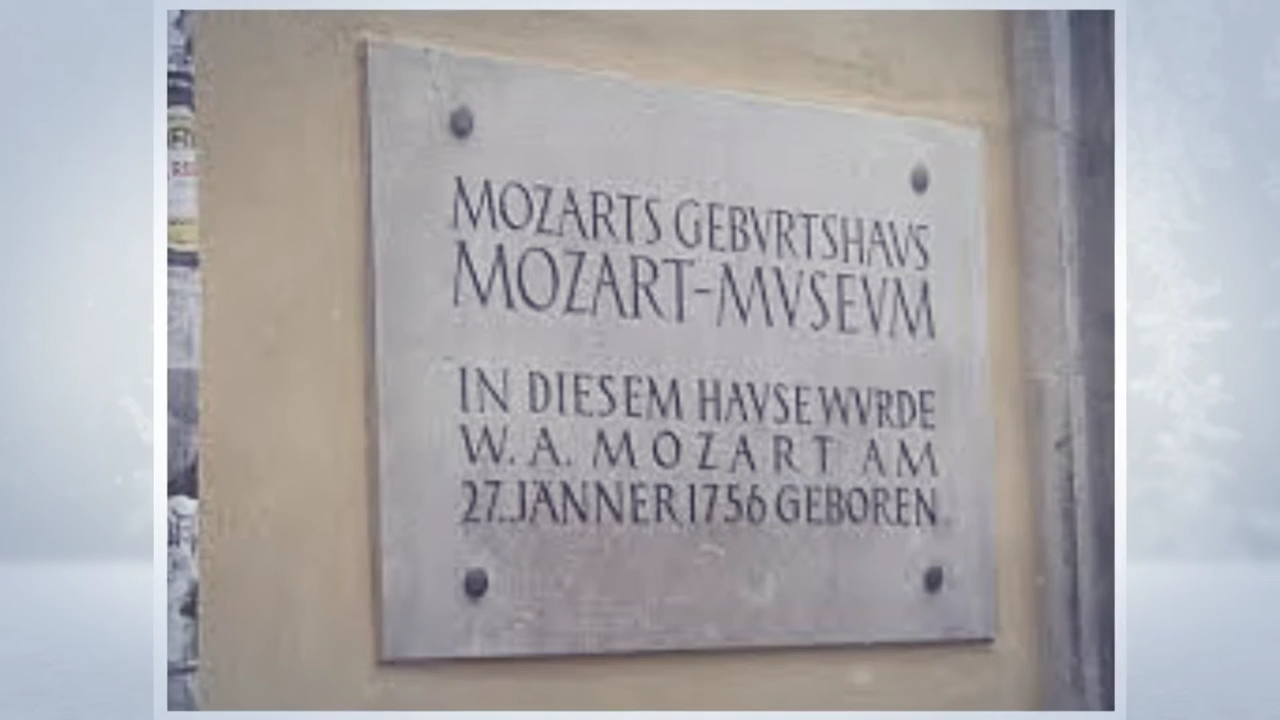 MOZARTS GEBVRTSHAVS
MOZART-MVSEVM
IN DIESEM HAVSE WVRDE
W. A. MOZART AM
27. JÄNNER 1756 GEBOREN